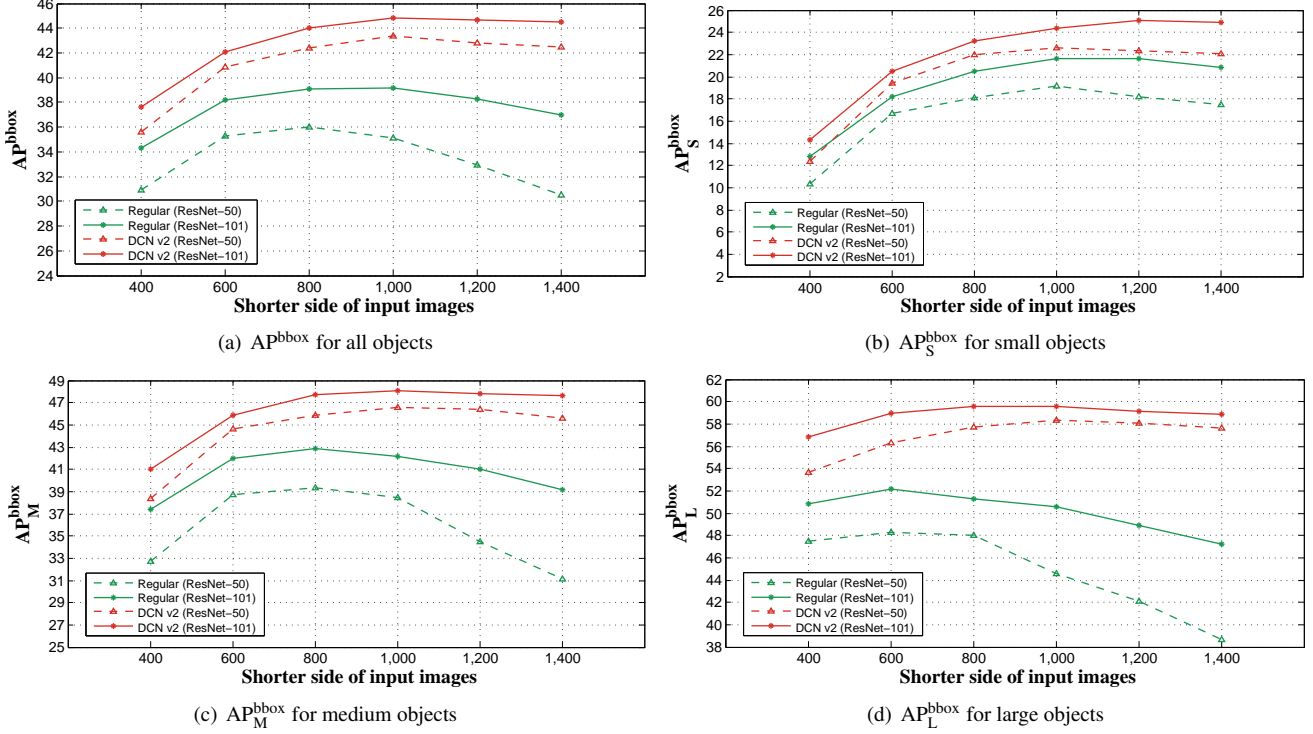 46
44
42
40
38
36
34
32
30
28
26
24
AP^bbox
Regular (ResNet−50)
Regular (ResNet−101)
DCN v2 (ResNet−50)
DCN v2 (ResNet−101)
400 600 800 1,000 1,200 1,400
Shorter side of input images
(a) AP^bbox for all objects
26
24
22
20
18
16
14
12
10
8
6
4
2
AP_S^bbox
Regular (ResNet−50)
Regular (ResNet−101)
DCN v2 (ResNet−50)
DCN v2 (ResNet−101)
400 600 800 1,000 1,200 1,400
Shorter side of input images
(b) AP_S^bbox for small objects
49
47
45
43
41
39
37
35
33
31
29
27
25
AP_M^bbox
Regular (ResNet−50)
Regular (ResNet−101)
DCN v2 (ResNet−50)
DCN v2 (ResNet−101)
400 600 800 1,000 1,200 1,400
Shorter side of input images
(c) AP_M^bbox for medium objects
62
60
58
56
54
52
50
48
46
44
42
40
38
AP_L^bbox
Regular (ResNet−50)
Regular (ResNet−101)
DCN v2 (ResNet−50)
DCN v2 (ResNet−101)
400 600 800 1,000 1,200 1,400
Shorter side of input images
(d) AP_L^bbox for large objects